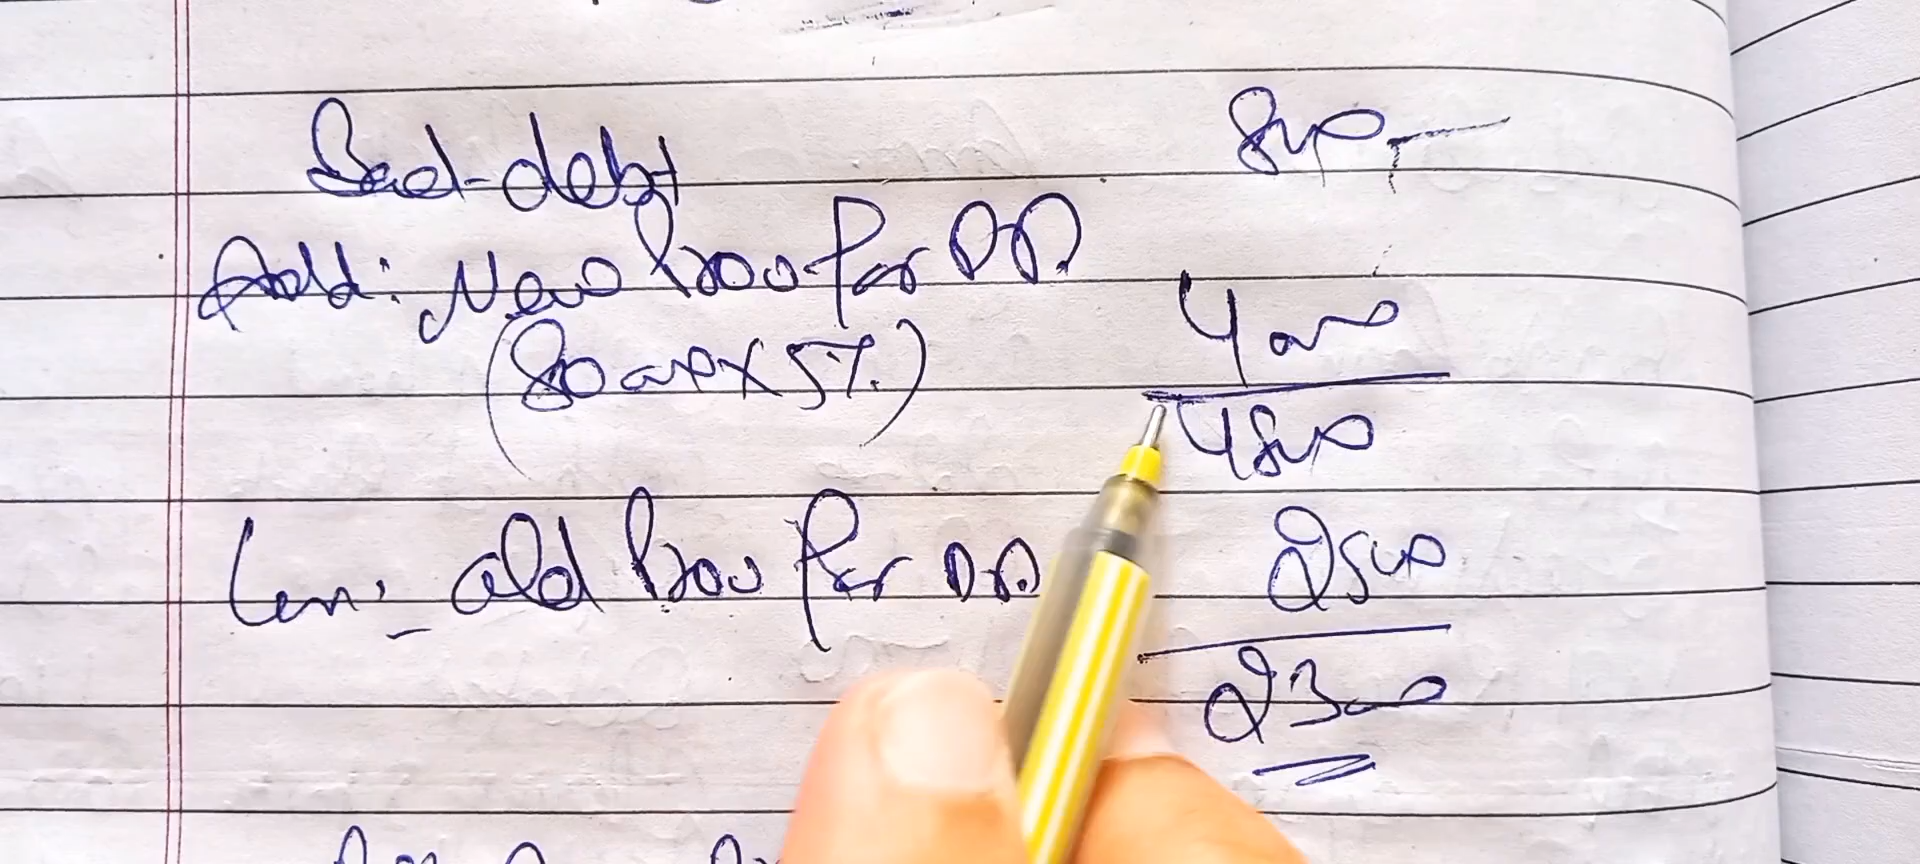 Bad-debt 800
Add: New Prov for DD. 4000
(80000 x 5%.)
4800
Less: old Prov for DD. 2500
2300